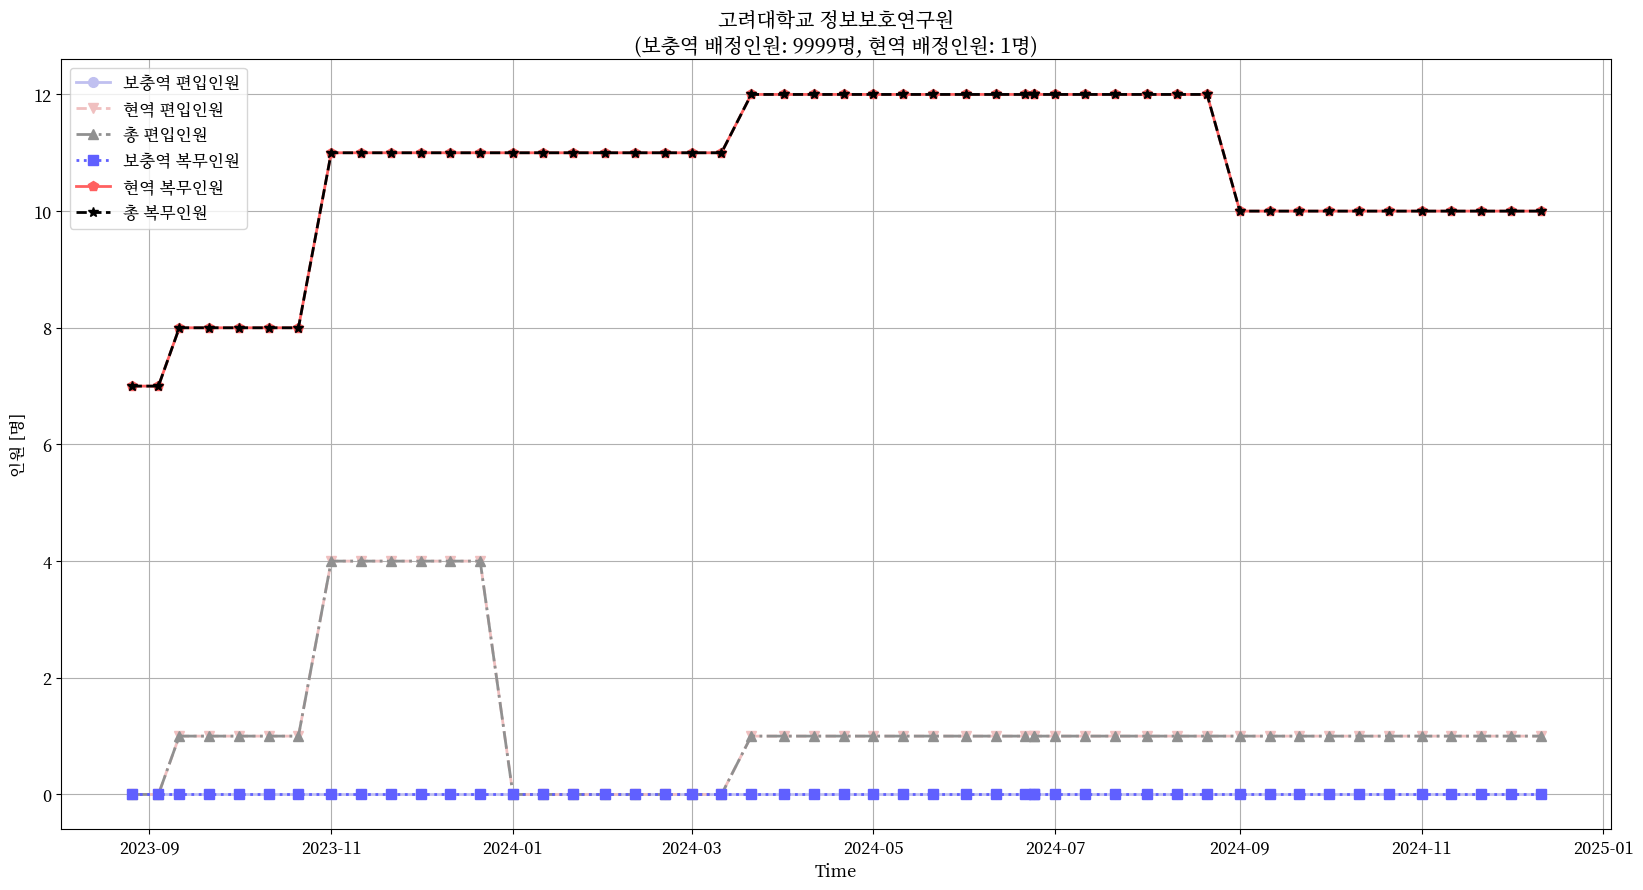 고려대학교 정보보호연구원
(보충역 배정인원: 9999명, 현역 배정인원: 1명)
보충역 편입인원
현역 편입인원
총 편입인원
보충역 복무인원
현역 복무인원
총 복무인원
12
10
8
6
4
2
0
인원 [명]
2023-09 2023-11 2024-01 2024-03 2024-05 2024-07 2024-09 2024-11 2025-01
Time